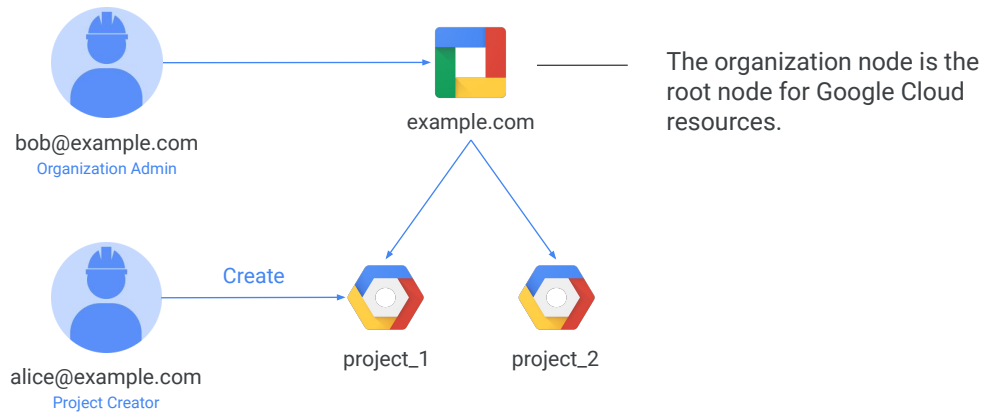 The organization node is the
root node for Google Cloud
resources.
example.com
bob@example.com
Organization Admin
Create
project_1
project_2
alice@example.com
Project Creator